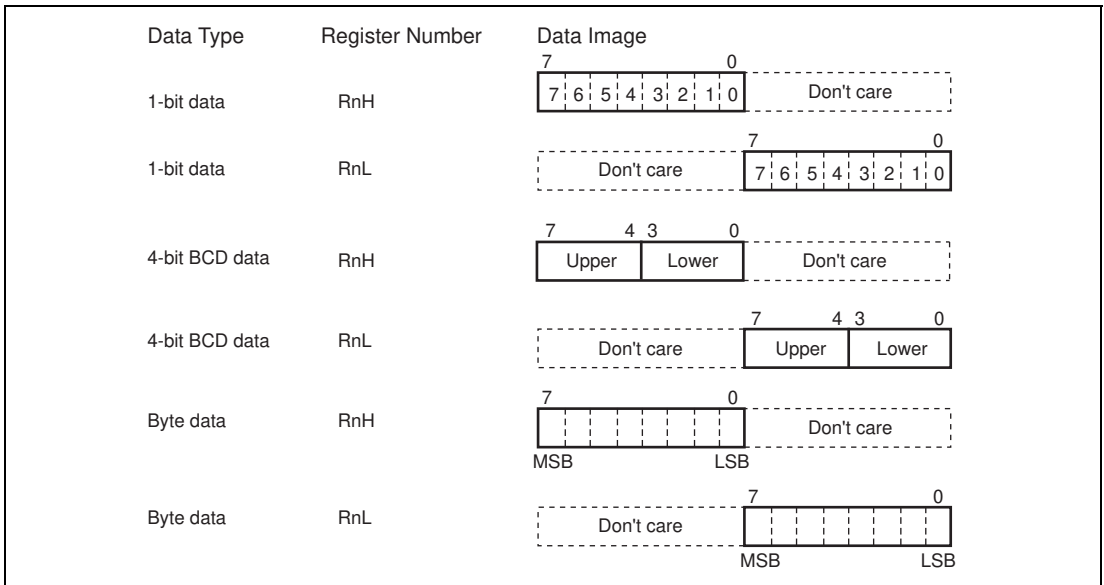 Data Type Register Number Data Image
7 0
1-bit data RnH 7 6 5 4 3 2 1 0 Don't care
7 0
1-bit data RnL Don't care 7 6 5 4 3 2 1 0
7 4 3 0
4-bit BCD data RnH Upper Lower Don't care
7 4 3 0
4-bit BCD data RnL Don't care Upper Lower
7 0
Byte data RnH Don't care
MSB LSB
7 0
Byte data RnL Don't care
MSB LSB